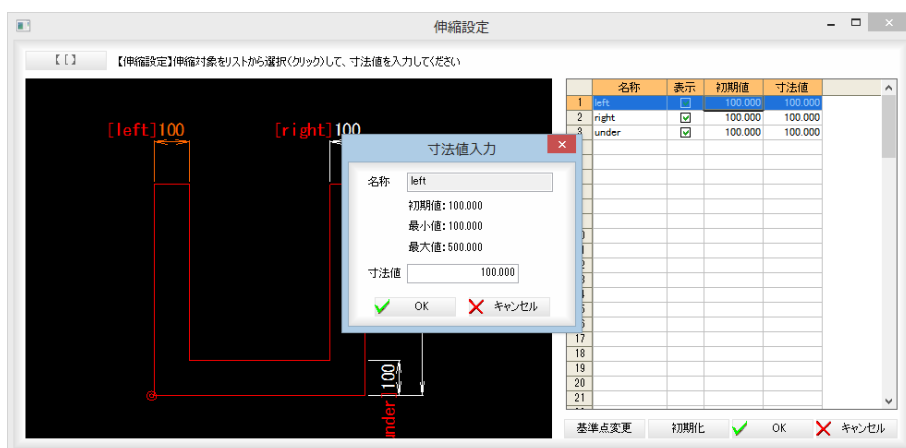 伸縮設定
【[]】 【伸縮設定】伸縮対象をリストから選択(クリック)して、寸法値を入力してください
名称 表示 初期値 寸法値
1 left 100.000 100.000
2 right 100.000 100.000
3 under 100.000 100.000
[left]100 [right]100
寸法値入力
名称 left
初期値:100.000
最小値:100.000
最大値:500.000
寸法値 100.000
OK キャンセル
17
18
19
20
21
100
under
基準点変更 初期化 OK キャンセル